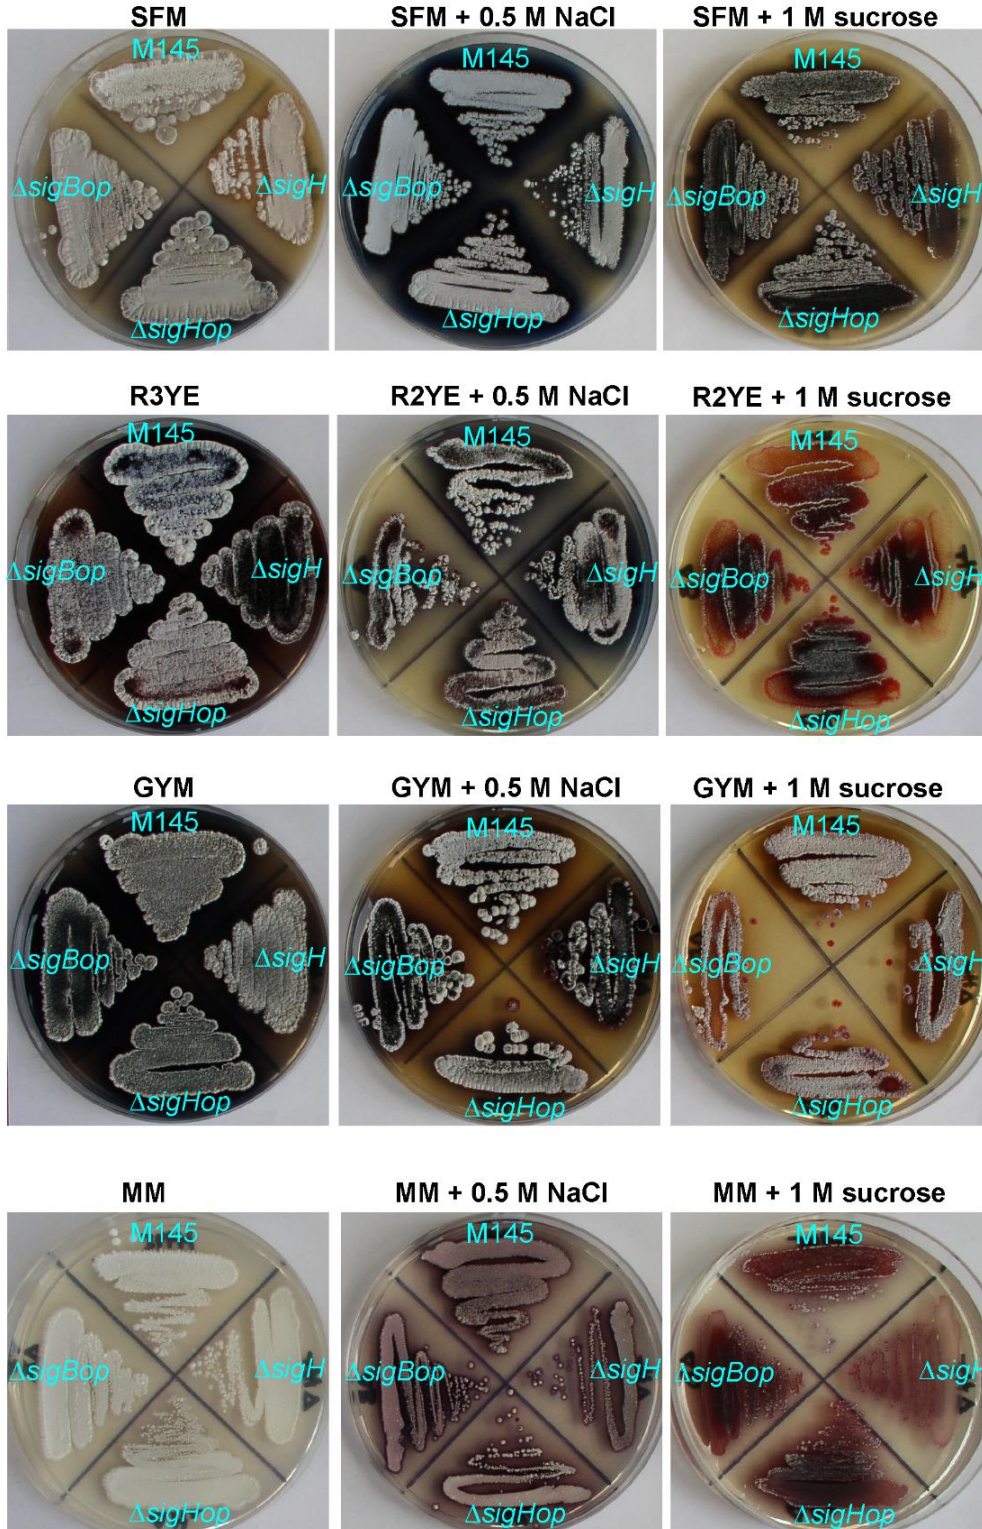 SFM
SFM + 0.5 M NaCl
SFM + 1 M sucrose
M145
M145
M145
ΔsigBop
ΔsigH
ΔsigBop
ΔsigH
ΔsigBop
ΔsigH
ΔsigHop
ΔsigHop
ΔsigHop
R3YE
R2YE + 0.5 M NaCl
R2YE + 1 M sucrose
M145
M145
M145
ΔsigBop
ΔsigH
ΔsigBop
ΔsigH
ΔsigBop
ΔsigH
ΔsigHop
ΔsigHop
ΔsigHop
GYM
GYM + 0.5 M NaCl
GYM + 1 M sucrose
M145
M145
M145
ΔsigBop
ΔsigH
ΔsigBop
ΔsigH
ΔsigBop
ΔsigH
ΔsigHop
ΔsigHop
ΔsigHop
MM
MM + 0.5 M NaCl
MM + 1 M sucrose
M145
M145
M145
ΔsigBop
ΔsigH
ΔsigBop
ΔsigH
ΔsigBop
ΔsigH
ΔsigHop
ΔsigHop
ΔsigHop